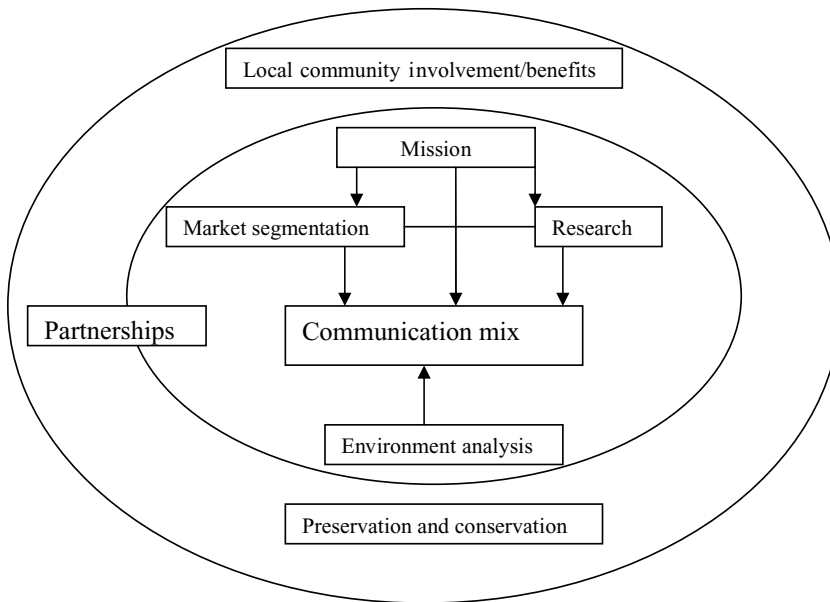 Local community involvement/benefits
Mission
Market segmentation
Research
Partnerships
Communication mix
Environment analysis
Preservation and conservation